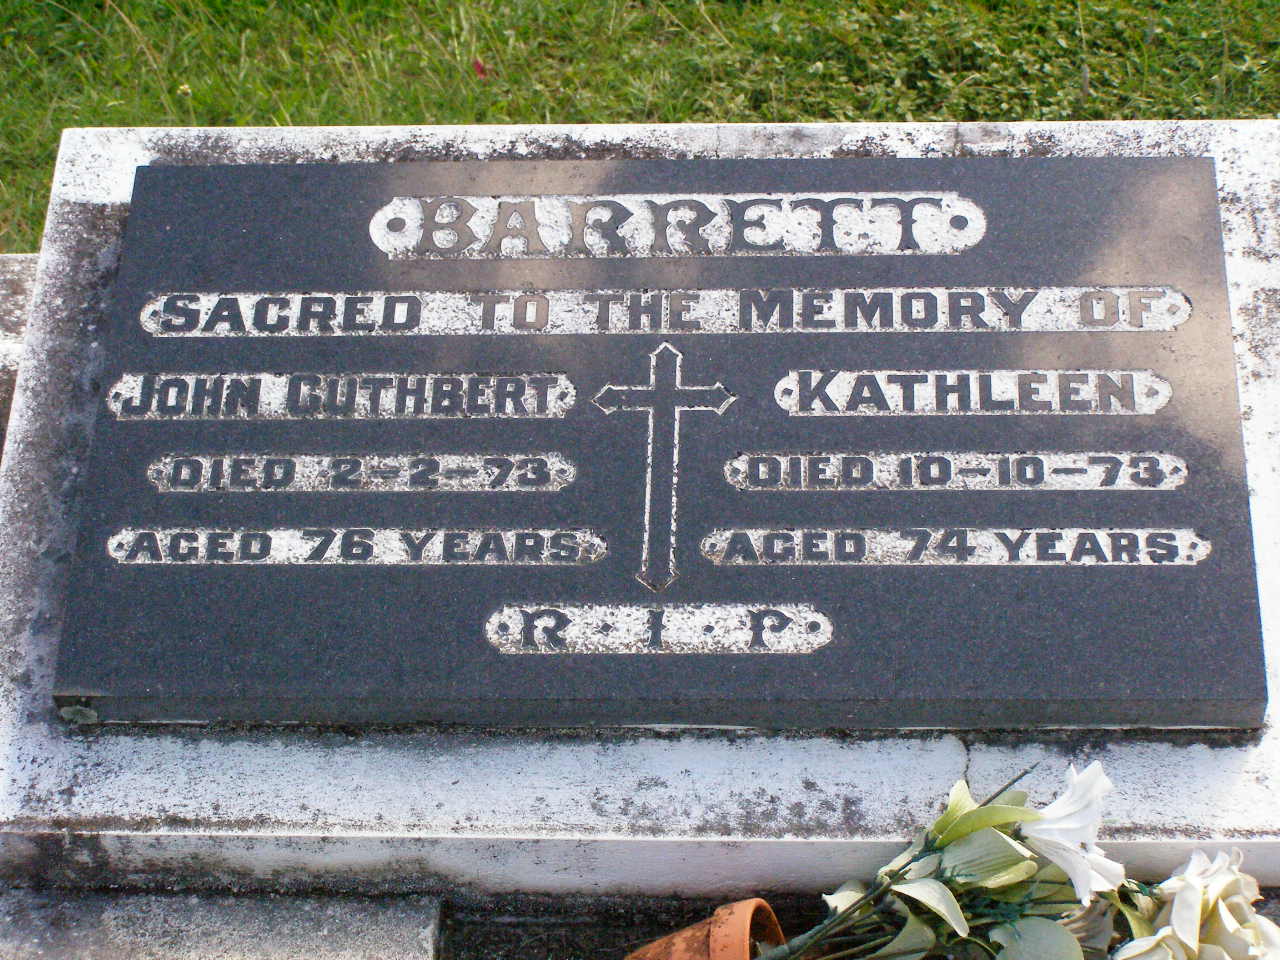 BARRETT
SACRED TO THE MEMORY OF
JOHN CUTHBERT
DIED 2-2-73
AGED 76 YEARS
KATHLEEN
DIED 10-10-73
AGED 74 YEARS
R·I·P